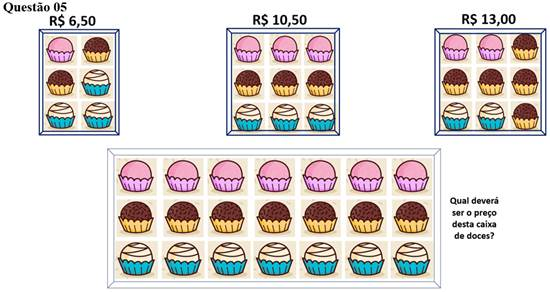 Questão 05
R$ 6,50
R$ 10,50
R$ 13,00
Qual deverá
ser o preço
desta caixa
de doces?